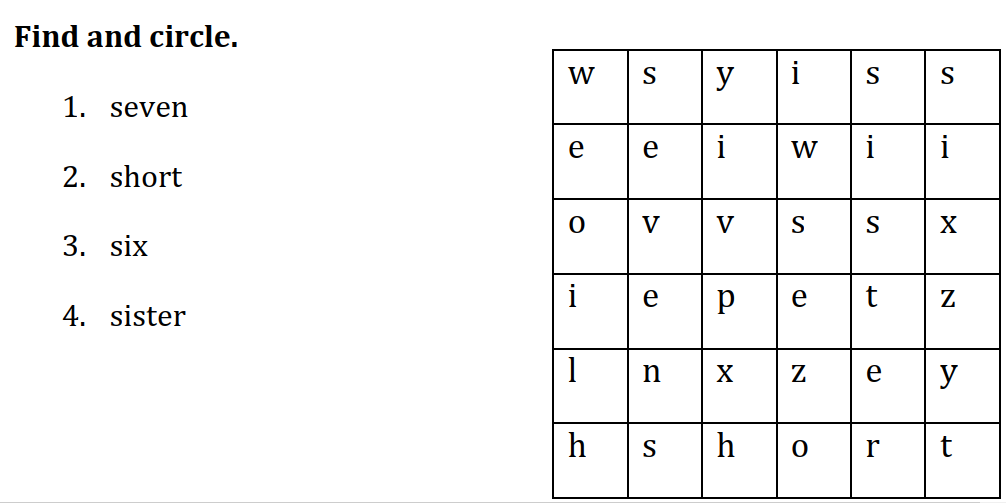 Find and circle.
1. seven
2. short
3. six
4. sister
w s y i s s
e e i w i i
o v v s s x
i e p e t z
l n x z e y
h s h o r t